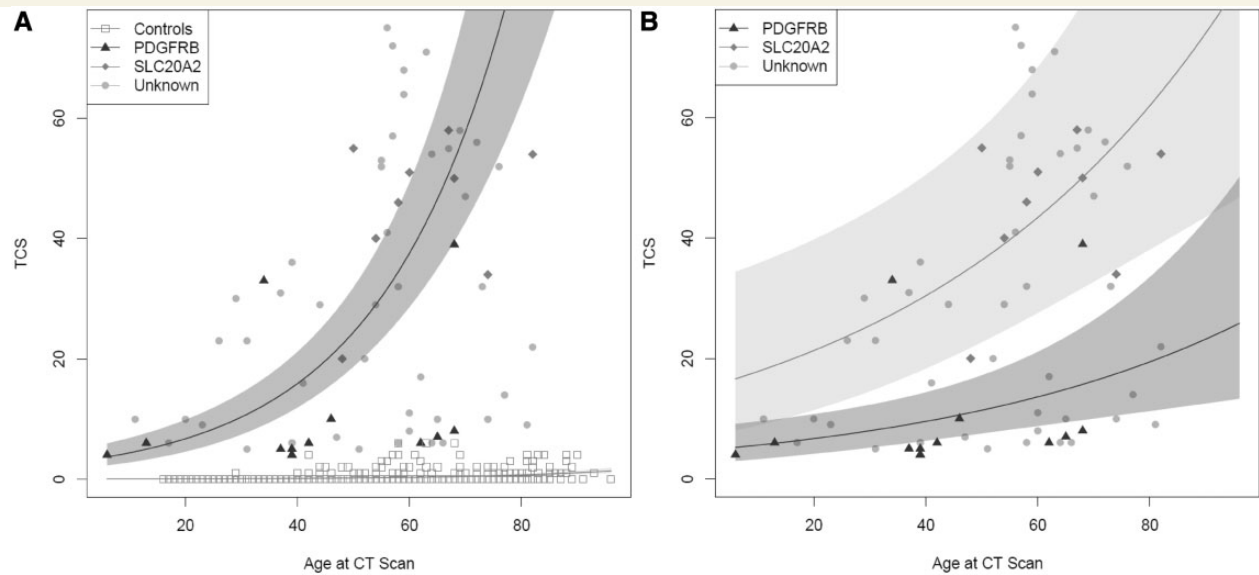 A
Controls
PDGFRB
SLC20A2
Unknown
TCS
60
40
20
0
20
40
60
80
Age at CT Scan
B
PDGFRB
SLC20A2
Unknown
TCS
60
40
20
0
20
40
60
80
Age at CT Scan